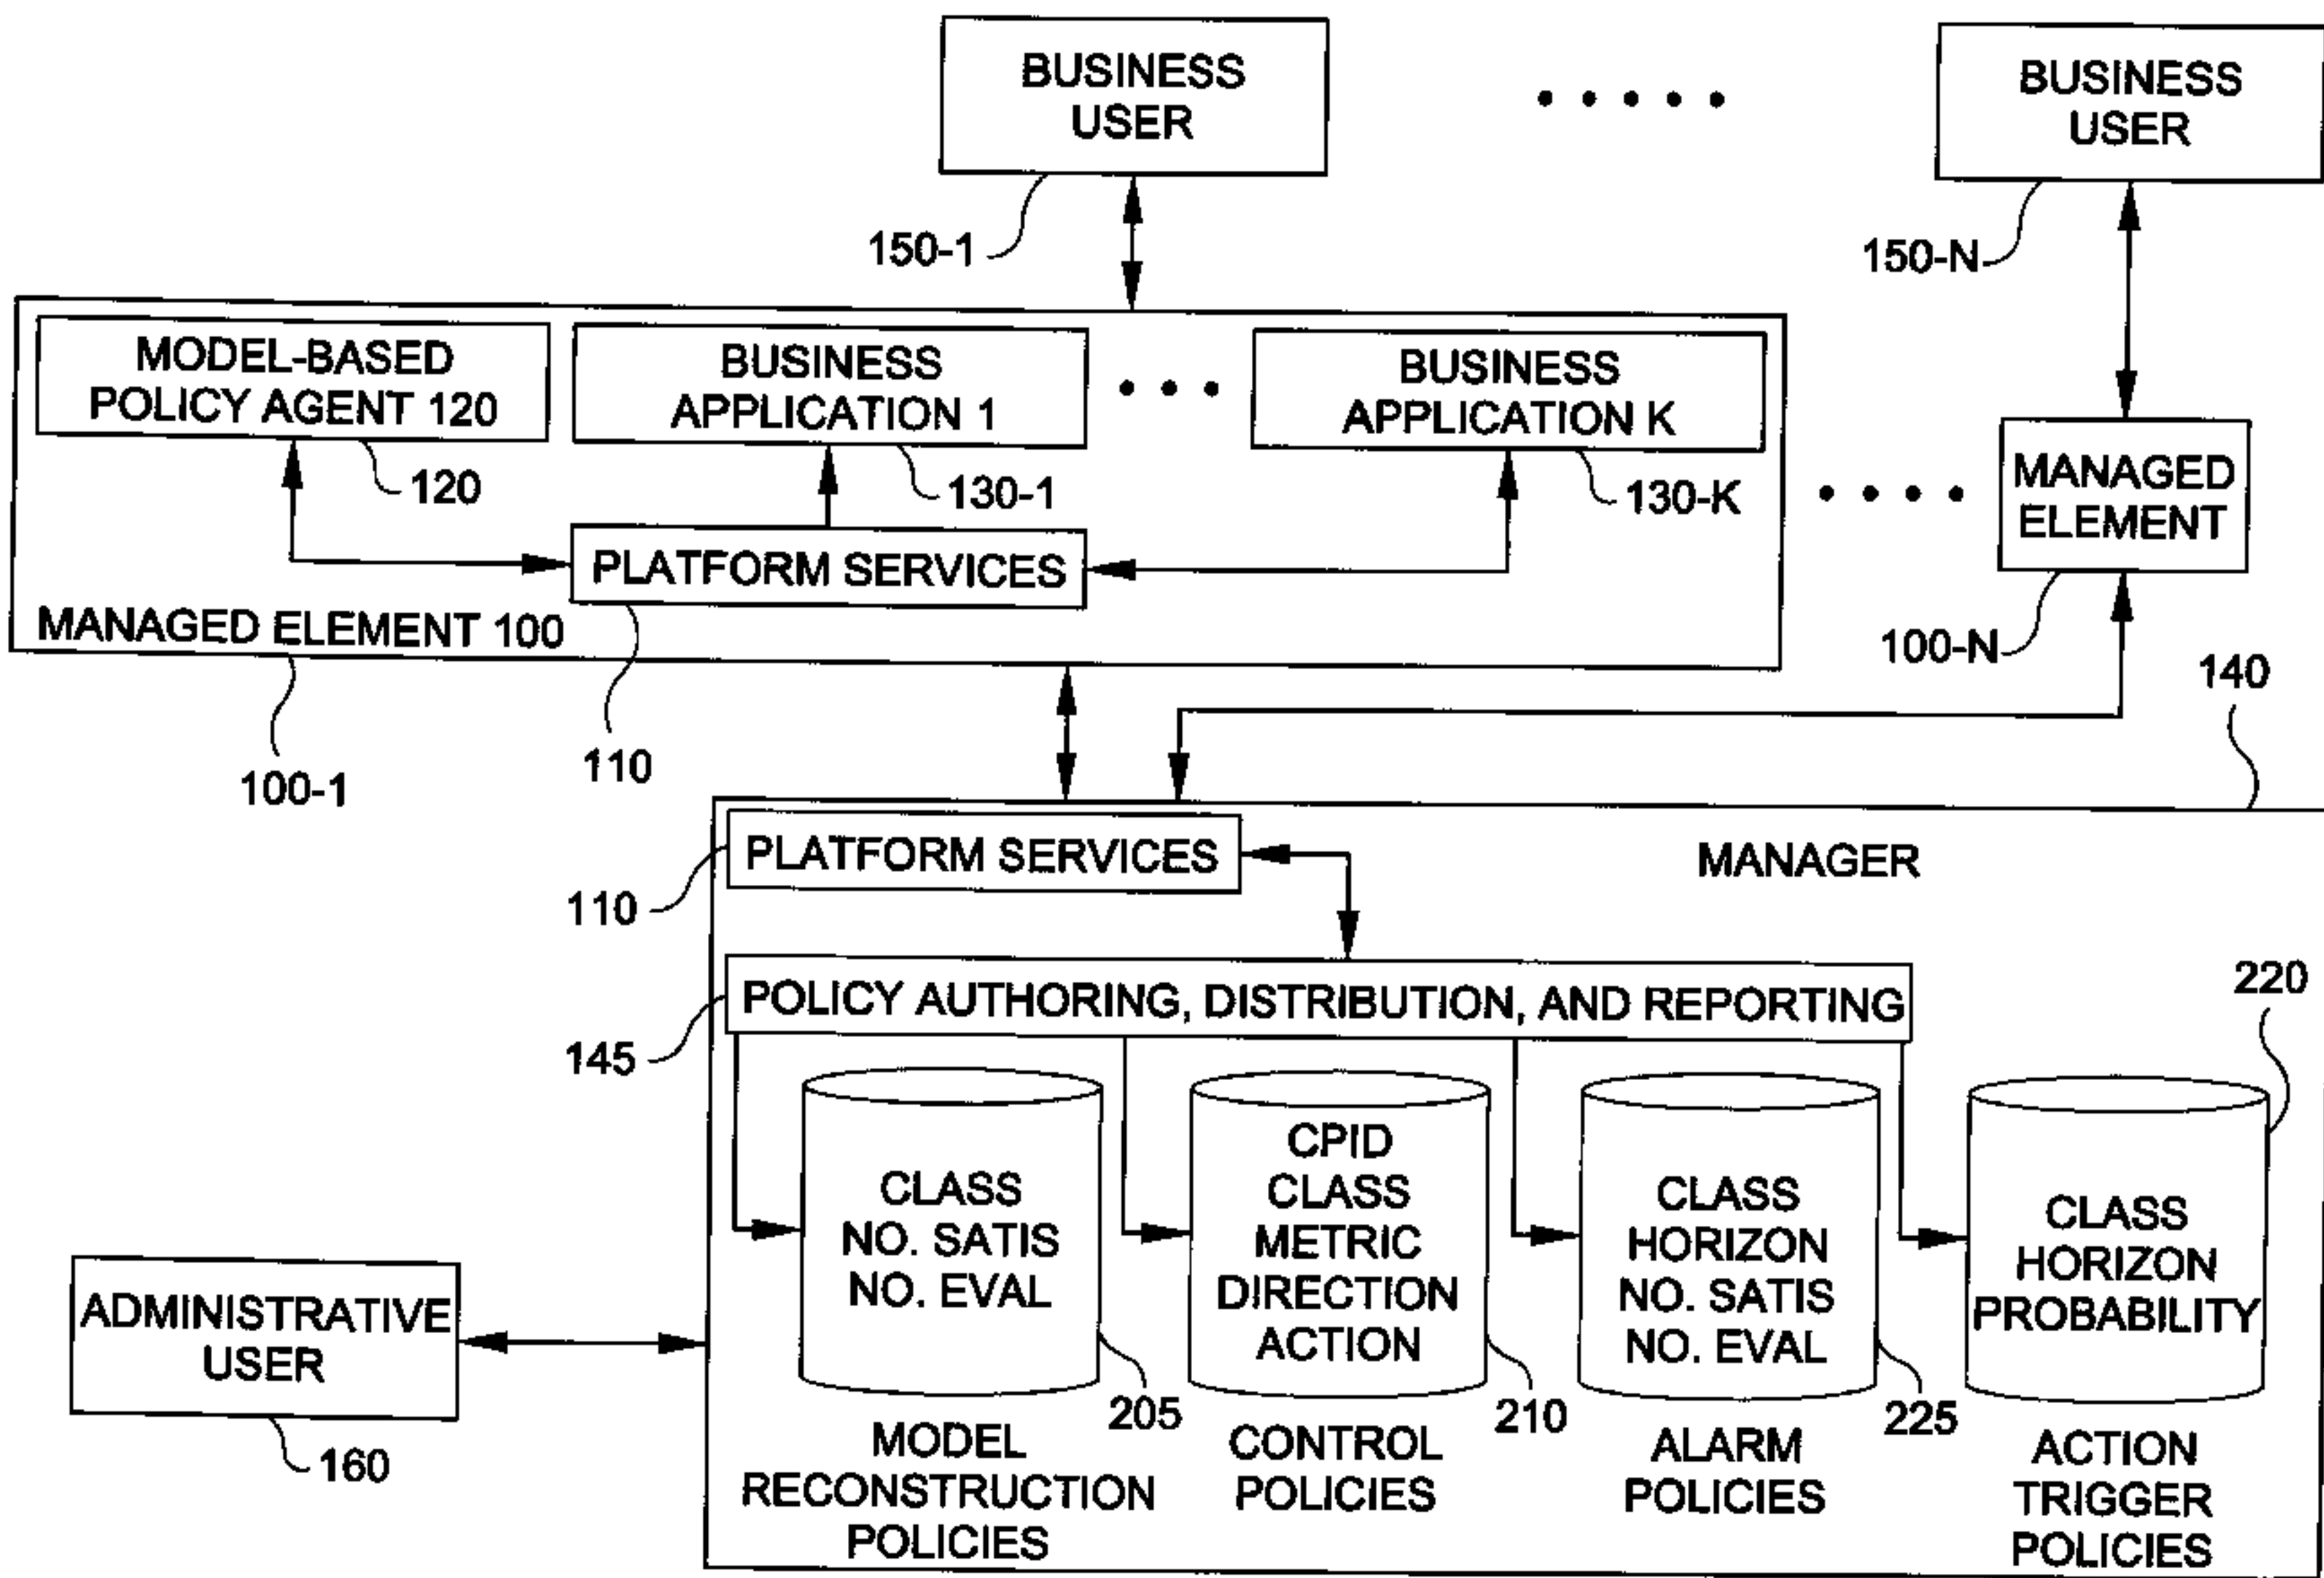 BUSINESS
USER
BUSINESS
USER
150-1
150-N
MODEL-BASED
POLICY AGENT 120
BUSINESS
APPLICATION 1
BUSINESS
APPLICATION K
120
130-1
130-K
MANAGED
ELEMENT
PLATFORM SERVICES
MANAGED ELEMENT 100
100-N
100-1
110
140
PLATFORM SERVICES
MANAGER
110
POLICY AUTHORING, DISTRIBUTION, AND REPORTING
145
220
CLASS
NO. SATIS
NO. EVAL
CPID
CLASS
METRIC
DIRECTION
ACTION
CLASS
HORIZON
NO. SATIS
NO. EVAL
CLASS
HORIZON
PROBABILITY
ADMINISTRATIVE
USER
160
205
210
225
MODEL
RECONSTRUCTION
POLICIES
CONTROL
POLICIES
ALARM
POLICIES
ACTION
TRIGGER
POLICIES